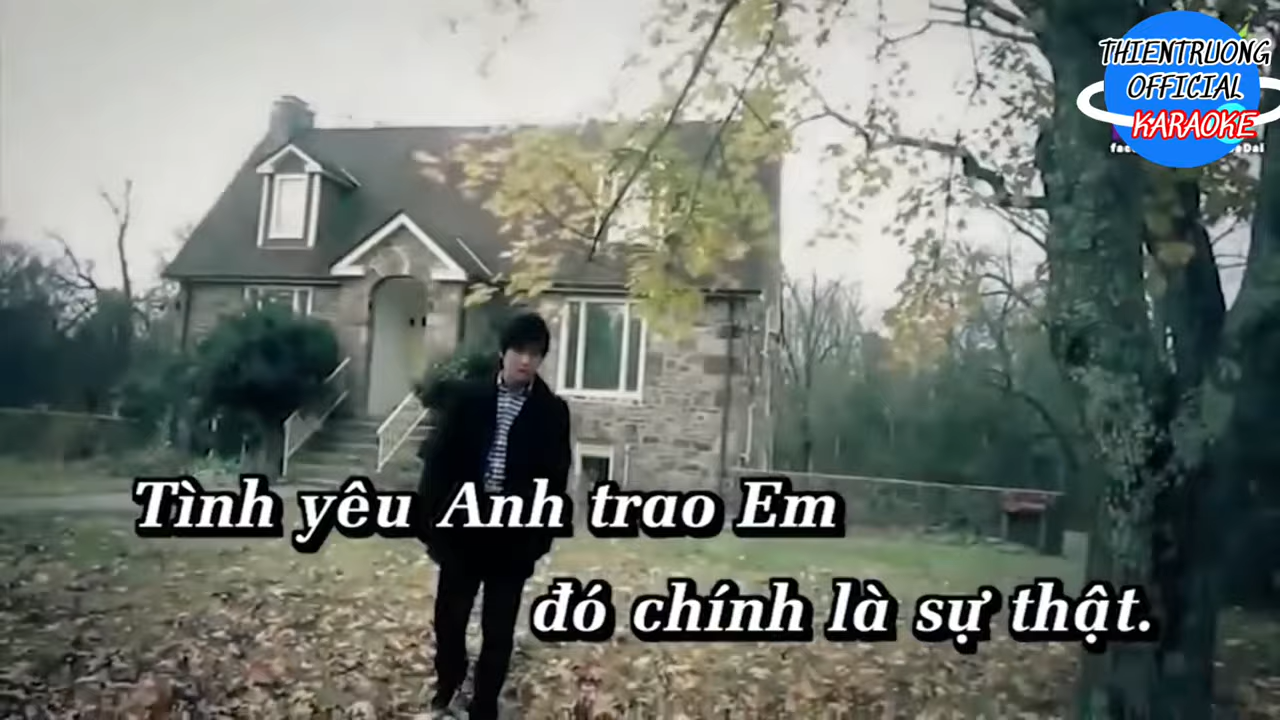 THIENTRUONG
OFFICIAL
KARAOKE
Tình yêu Anh trao Em
đó chính là sự thật.